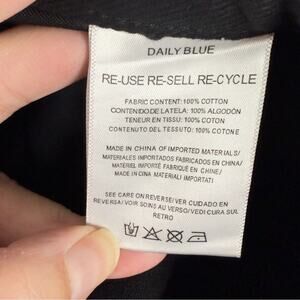 DAILY BLUE
RE-USE RE-SELL RE-CYCLE
FABRIC CONTENT: 100% COTTON
CONTENIDO DE LA TELA: 100% ALGODÓN
TENEUR EN TISSU: 100% COTON
CONTENUTO DEL TESSUTO: 100% COTONE
MADE IN CHINA OF IMPORTED MATERIALS/
MATERIALES IMPORTADOS FABRICADOS EN CHINA/
MATÉRIEL IMPORTÉ FABRIQUÉ EN CHINE/
MADE IN CINA MATERIALI IMPORTATI
SEE CARE ON REVERSE/ VER CUIDADO EN
REVERSA/ VOIR SOINS AU VERSO/ VEDI CURA SUL
RETRO